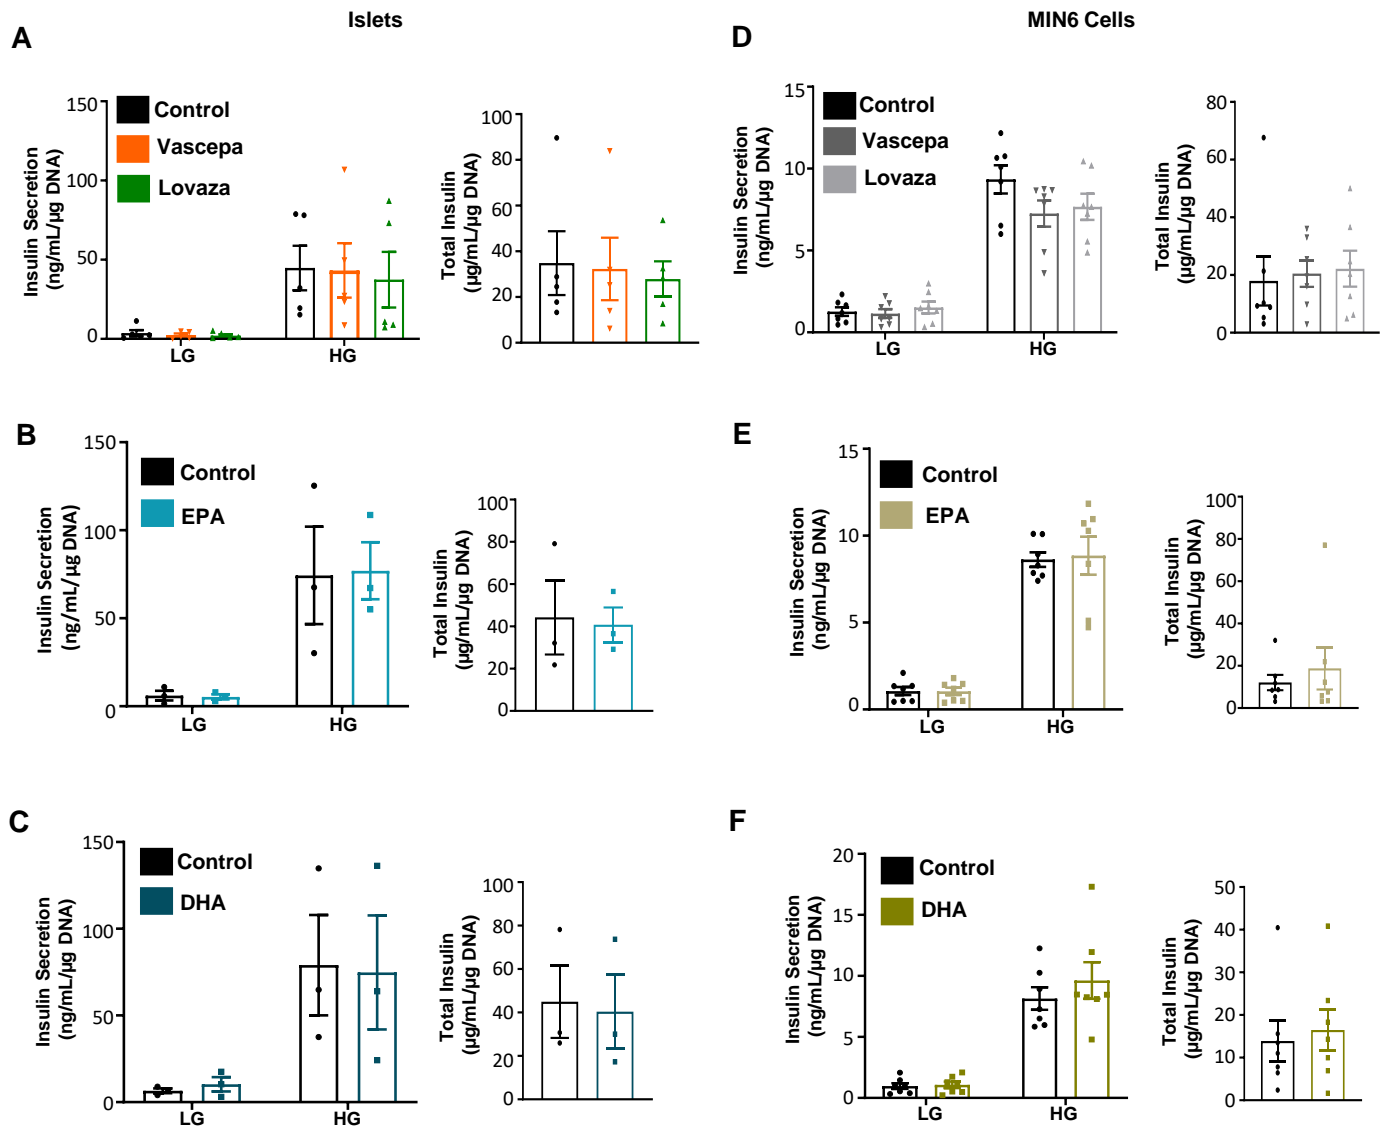 Islets
MIN6 Cells
A
Insulin Secretion
(ng/mL/µg DNA)
150
100
50
0
Control
Vascepa
Lovaza
LG
HG
Total Insulin
(µg/mL/µg DNA)
100
80
60
40
20
0
D
Insulin Secretion
(ng/mL/µg DNA)
15
10
5
0
Control
Vascepa
Lovaza
LG
HG
Total Insulin
(µg/mL/µg DNA)
80
60
40
20
0
B
Insulin Secretion
(ng/mL/µg DNA)
150
100
50
0
Control
EPA
LG
HG
Total Insulin
(µg/mL/µg DNA)
100
80
60
40
20
0
E
Insulin Secretion
(ng/mL/µg DNA)
15
10
5
0
Control
EPA
LG
HG
Total Insulin
(µg/mL/µg DNA)
100
80
60
40
20
0
C
Insulin Secretion
(ng/mL/µg DNA)
150
100
50
0
Control
DHA
LG
HG
Total Insulin
(µg/mL/µg DNA)
100
80
60
40
20
0
F
Insulin Secretion
(ng/mL/µg DNA)
20
15
10
5
0
Control
DHA
LG
HG
Total Insulin
(µg/mL/µg DNA)
50
40
30
20
10
0